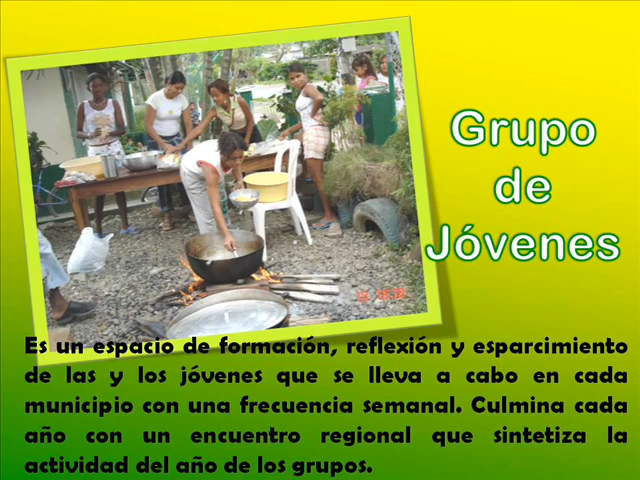 Grupo
de
Jóvenes
Es un espacio de formación, reflexión y esparcimiento
de las y los jóvenes que se lleva a cabo en cada
municipio con una frecuencia semanal. Culmina cada
año con un encuentro regional que sintetiza la
actividad del año de los grupos.